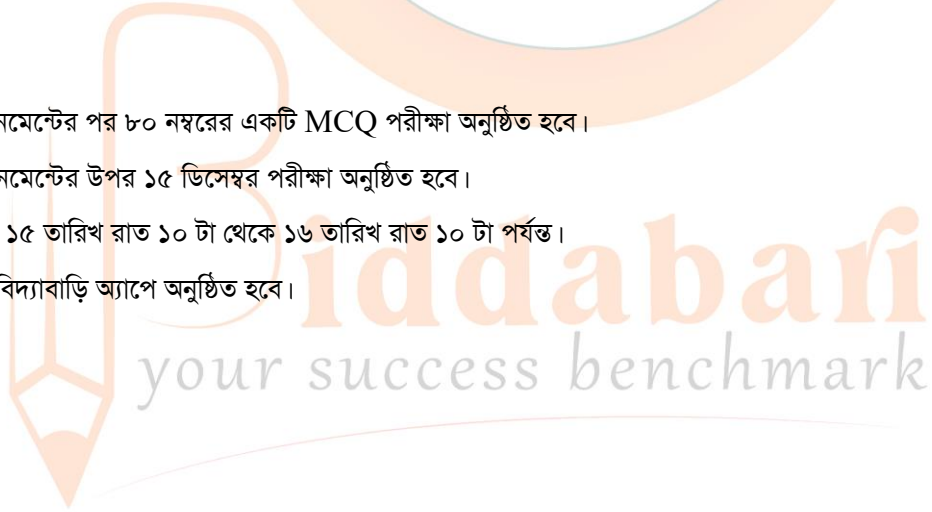 নমেন্টের পর ৮০ নম্বরের একটি MCQ পরীক্ষা অনুষ্ঠিত হবে।
নমেন্টের উপর ১৫ ডিসেম্বর পরীক্ষা অনুষ্ঠিত হবে।
১৫ তারিখ রাত ১০ টা থেকে ১৬ তারিখ রাত ১০ টা পর্যন্ত।
বিদ্যাবাড়ি অ্যাপে অনুষ্ঠিত হবে।
Biddabari
your success benchmark